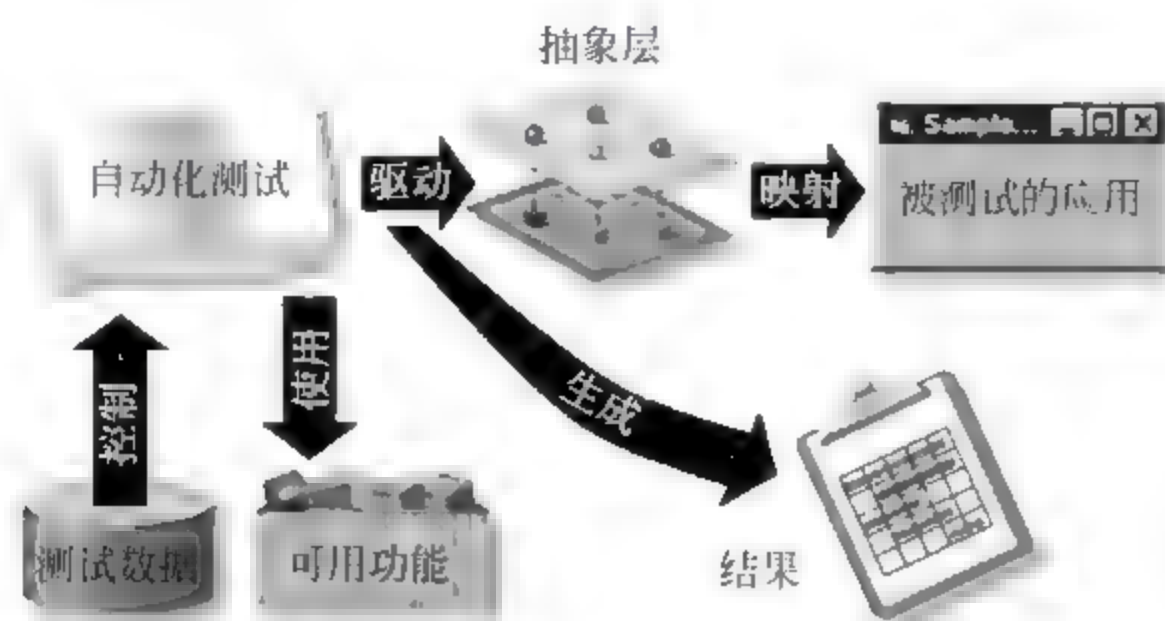 抽象层
自动化测试
驱动
映射
Sample...
被测试的应用
控制
使用
生成
测试数据
可用功能
结果